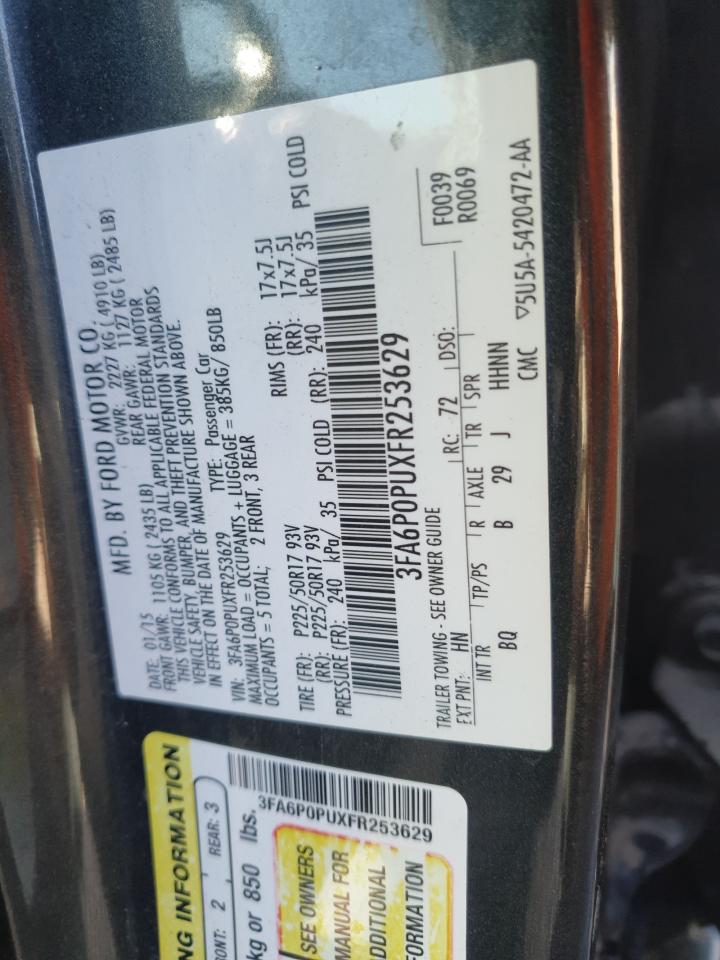 MFD. BY FORD MOTOR CO.
DATE: 01/15 GVWR: 2227 KG ( 4910 LB)
FRONT GAWR: 1105 KG ( 2435 LB) REAR GAWR: 1127 KG ( 2485 LB)
THIS VEHICLE CONFORMS TO ALL APPLICABLE FEDERAL MOTOR
VEHICLE SAFETY, BUMPER, AND THEFT PREVENTION STANDARDS
IN EFFECT ON THE DATE OF MANUFACTURE SHOWN ABOVE.
VIN: 3FA6P0PUXFR253629 TYPE: Passenger Car
MAXIMUM LOAD = OCCUPANTS + LUGGAGE = 385KG/ 850LB
OCCUPANTS = 5 TOTAL; 2 FRONT, 3 REAR
TIRE (FR): P225/50R17 93V RIMS (FR): 17x7.5J
(RR): P225/50R17 93V (RR): 17x7.5J
PRESSURE (FR): 240 kPa/ 35 PSI COLD (RR): 240 kPa/ 35 PSI COLD
3FA6P0PUXFR253629
TRAILER TOWING - SEE OWNER GUIDE F0039
EXT PNT: HN RC: 72 DSO: R0069
INT TR TP/PS R AXLE TR SPR
BQ B 29 J HHNN
CMC ▽5U5A-5420472-AA
NG INFORMATION
RONT: 2 REAR: 3
kg or 850 lbs.
3FA6P0PUXFR253629
SEE OWNERS
MANUAL FOR
DDITIONAL
FORMATION